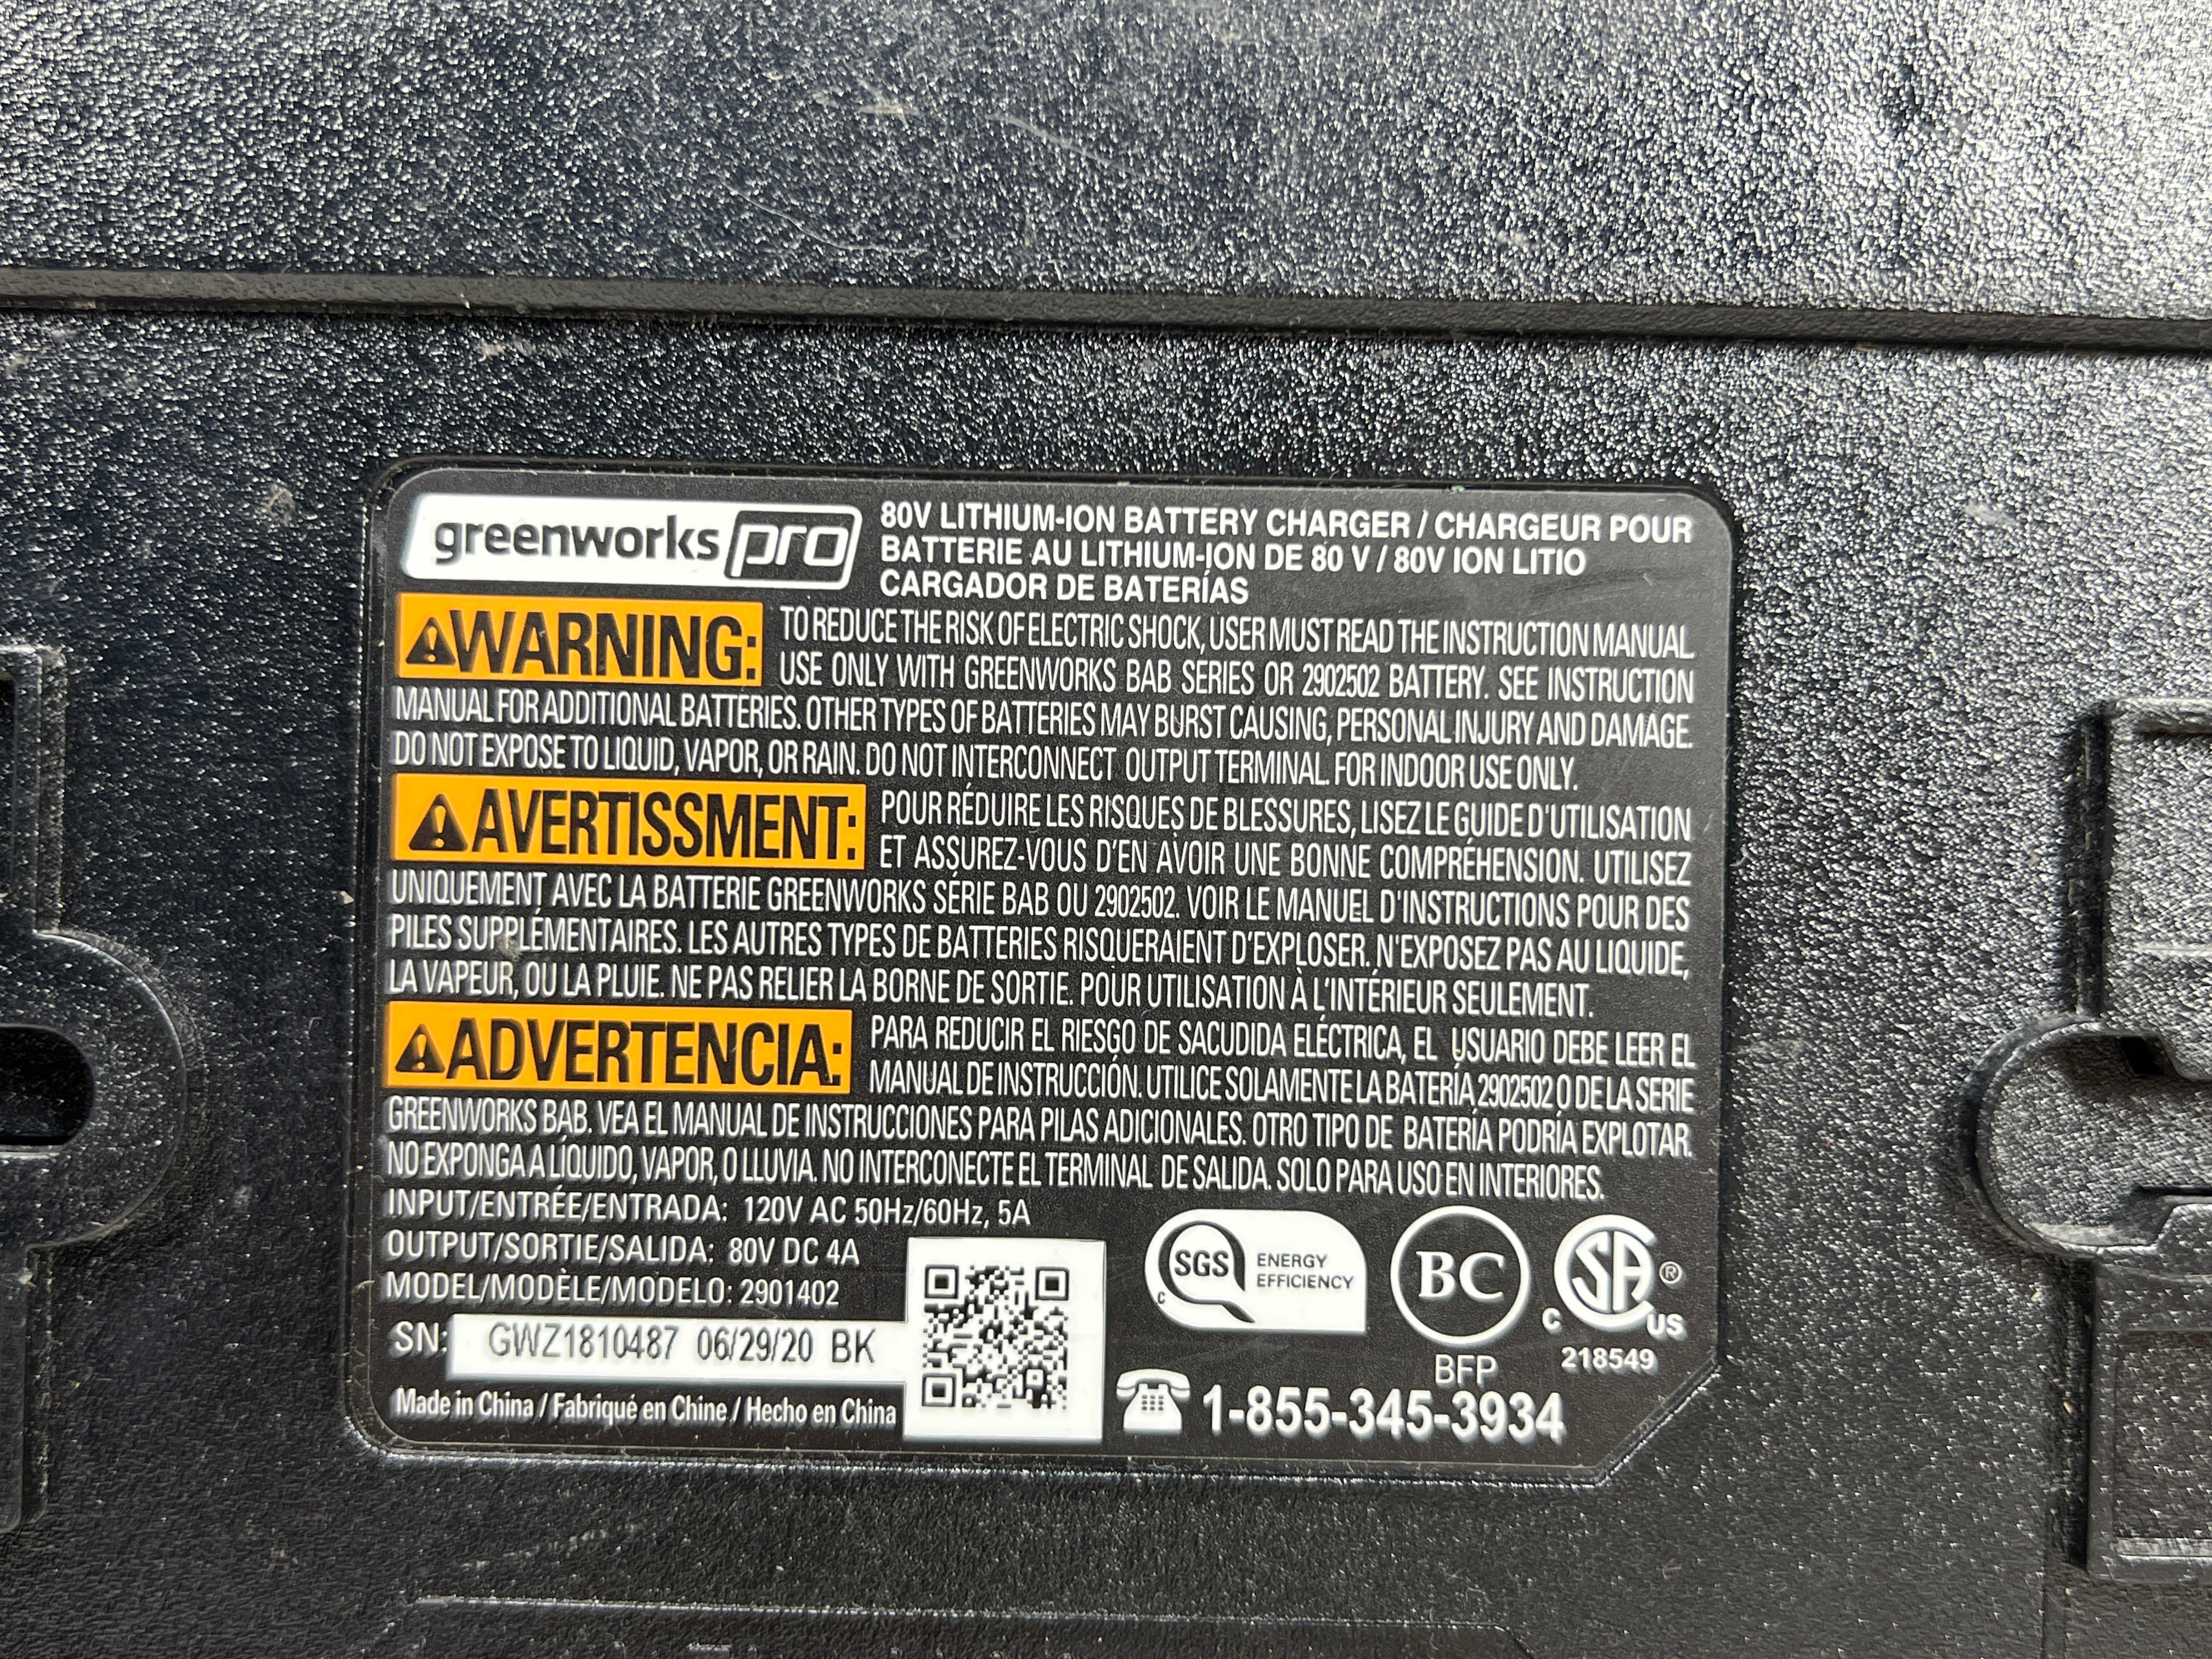 greenworks pro
80V LITHIUM-ION BATTERY CHARGER / CHARGEUR POUR
BATTERIE AU LITHIUM-ION DE 80 V / 80V ION LITIO
CARGADOR DE BATERÍAS
WARNING: TO REDUCE THE RISK OF ELECTRIC SHOCK, USER MUST READ THE INSTRUCTION MANUAL.
USE ONLY WITH GREENWORKS BAB SERIES OR 2902502 BATTERY. SEE INSTRUCTION
MANUAL FOR ADDITIONAL BATTERIES. OTHER TYPES OF BATTERIES MAY BURST CAUSING, PERSONAL INJURY AND DAMAGE.
DO NOT EXPOSE TO LIQUID, VAPOR, OR RAIN. DO NOT INTERCONNECT OUTPUT TERMINAL. FOR INDOOR USE ONLY.
AVERTISSMENT: POUR RÉDUIRE LES RISQUES DE BLESSURES, LISEZ LE GUIDE D'UTILISATION
ET ASSUREZ-VOUS D'EN AVOIR UNE BONNE COMPRÉHENSION. UTILISEZ
UNIQUEMENT AVEC LA BATTERIE GREENWORKS SÉRIE BAB OU 2902502. VOIR LE MANUEL D'INSTRUCTIONS POUR DES
PILES SUPPLÉMENTAIRES. LES AUTRES TYPES DE BATTERIES RISQUERAIENT D'EXPLOSER. N'EXPOSEZ PAS AU LIQUIDE,
LA VAPEUR, OU LA PLUIE. NE PAS RELIER LA BORNE DE SORTIE. POUR UTILISATION À L'INTÉRIEUR SEULEMENT.
ADVERTENCIA: PARA REDUCIR EL RIESGO DE SACUDIDA ELÉCTRICA, EL USUARIO DEBE LEER EL
MANUAL DE INSTRUCCIÓN. UTILICE SOLAMENTE LA BATERÍA 2902502 O DE LA SERIE
GREENWORKS BAB. VEA EL MANUAL DE INSTRUCCIONES PARA PILAS ADICIONALES. OTRO TIPO DE BATERÍA PODRÍA EXPLOTAR.
NO EXPONGA A LÍQUIDO, VAPOR, O LLUVIA. NO INTERCONECTE EL TERMINAL DE SALIDA. SOLO PARA USO EN INTERIORES.
INPUT/ENTRÉE/ENTRADA: 120V AC 50Hz/60Hz, 5A
OUTPUT/SORTIE/SALIDA: 80V DC 4A
MODEL/MODÈLE/MODELO: 2901402
SN: GWZ1810487 06/29/20 BK
Made in China / Fabriqué en Chine / Hecho en China
C SGS ENERGY
EFFICIENCY
BC
BFP
C SA ® US
218549
1-855-345-3934